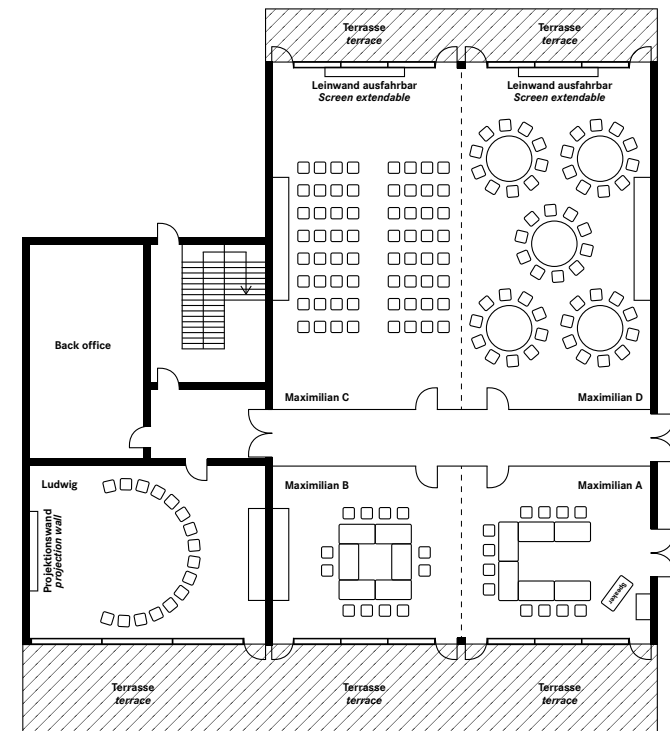 Terrasse
terrace
Terrasse
terrace
Leinwand ausfahrbar
Screen extendable
Leinwand ausfahrbar
Screen extendable
Back office
Maximilian C
Maximilian D
Ludwig
Maximilian B
Maximilian A
Projektionswand
projection wall
Speaker
Terrasse
terrace
Terrasse
terrace
Terrasse
terrace